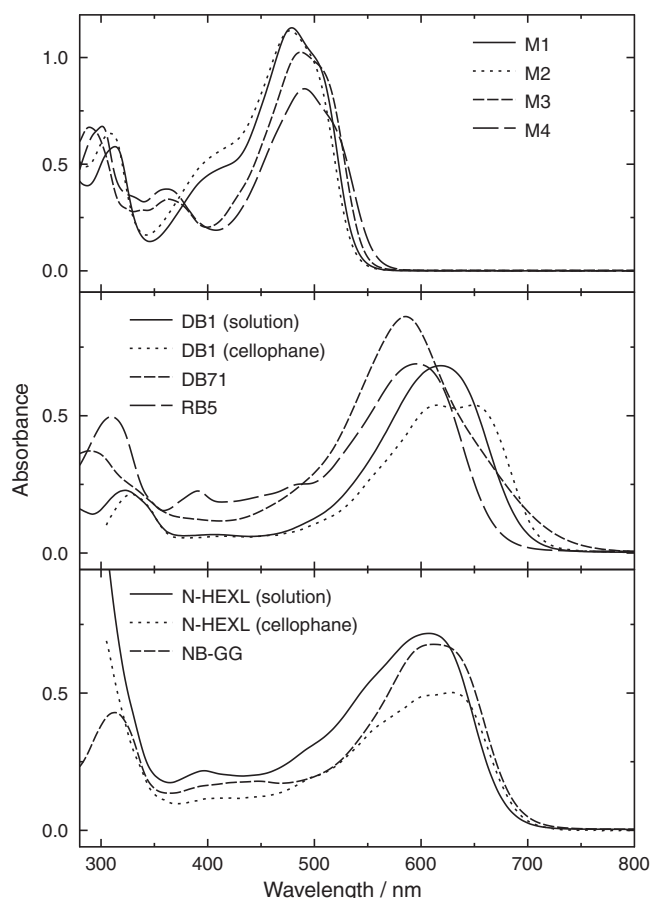 1.0
0.5
0.0
M1
M2
M3
M4
Absorbance
0.5
0.0
DB1 (solution)
DB1 (cellophane)
DB71
RB5
0.5
0.0
N-HEXL (solution)
N-HEXL (cellophane)
NB-GG
300 400 500 600 700 800
Wavelength / nm